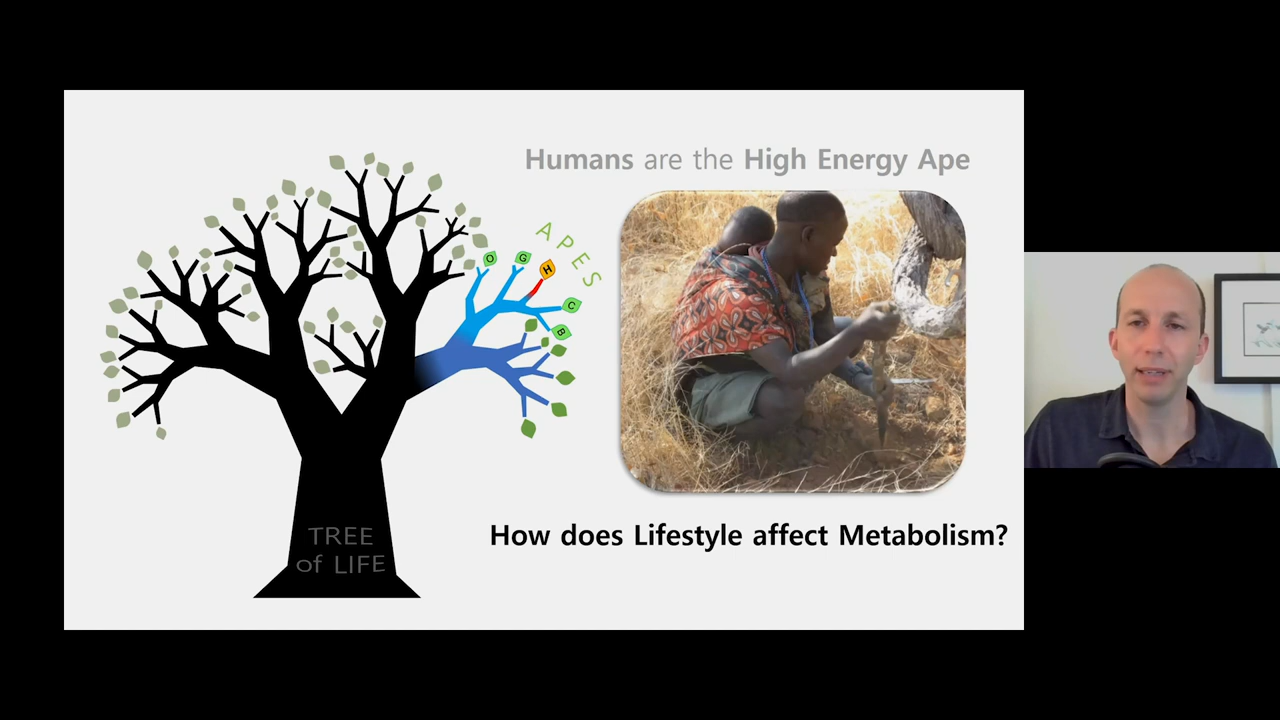 Humans are the High Energy Ape
APES
O
G
H
C
B
How does Lifestyle affect Metabolism?
TREE
of LIFE